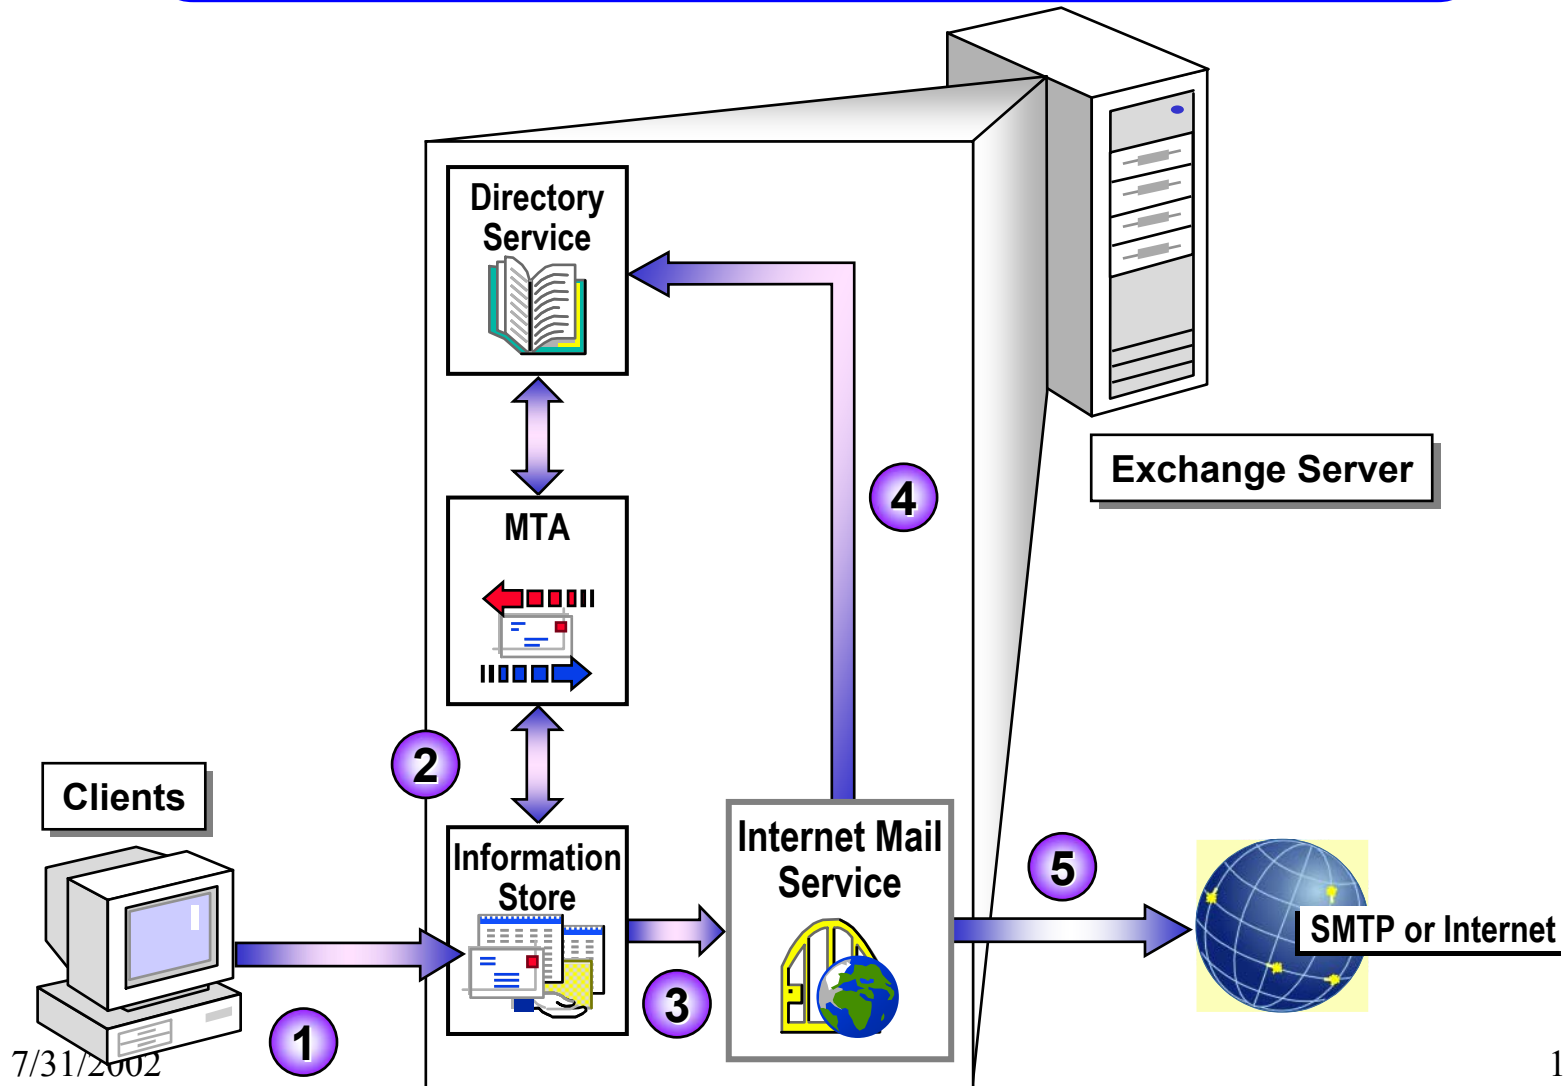 Directory
Service
Exchange Server
4
MTA
2
Clients
Information
Store
Internet Mail
Service
5
SMTP or Internet
3
1
7/31/2002
1